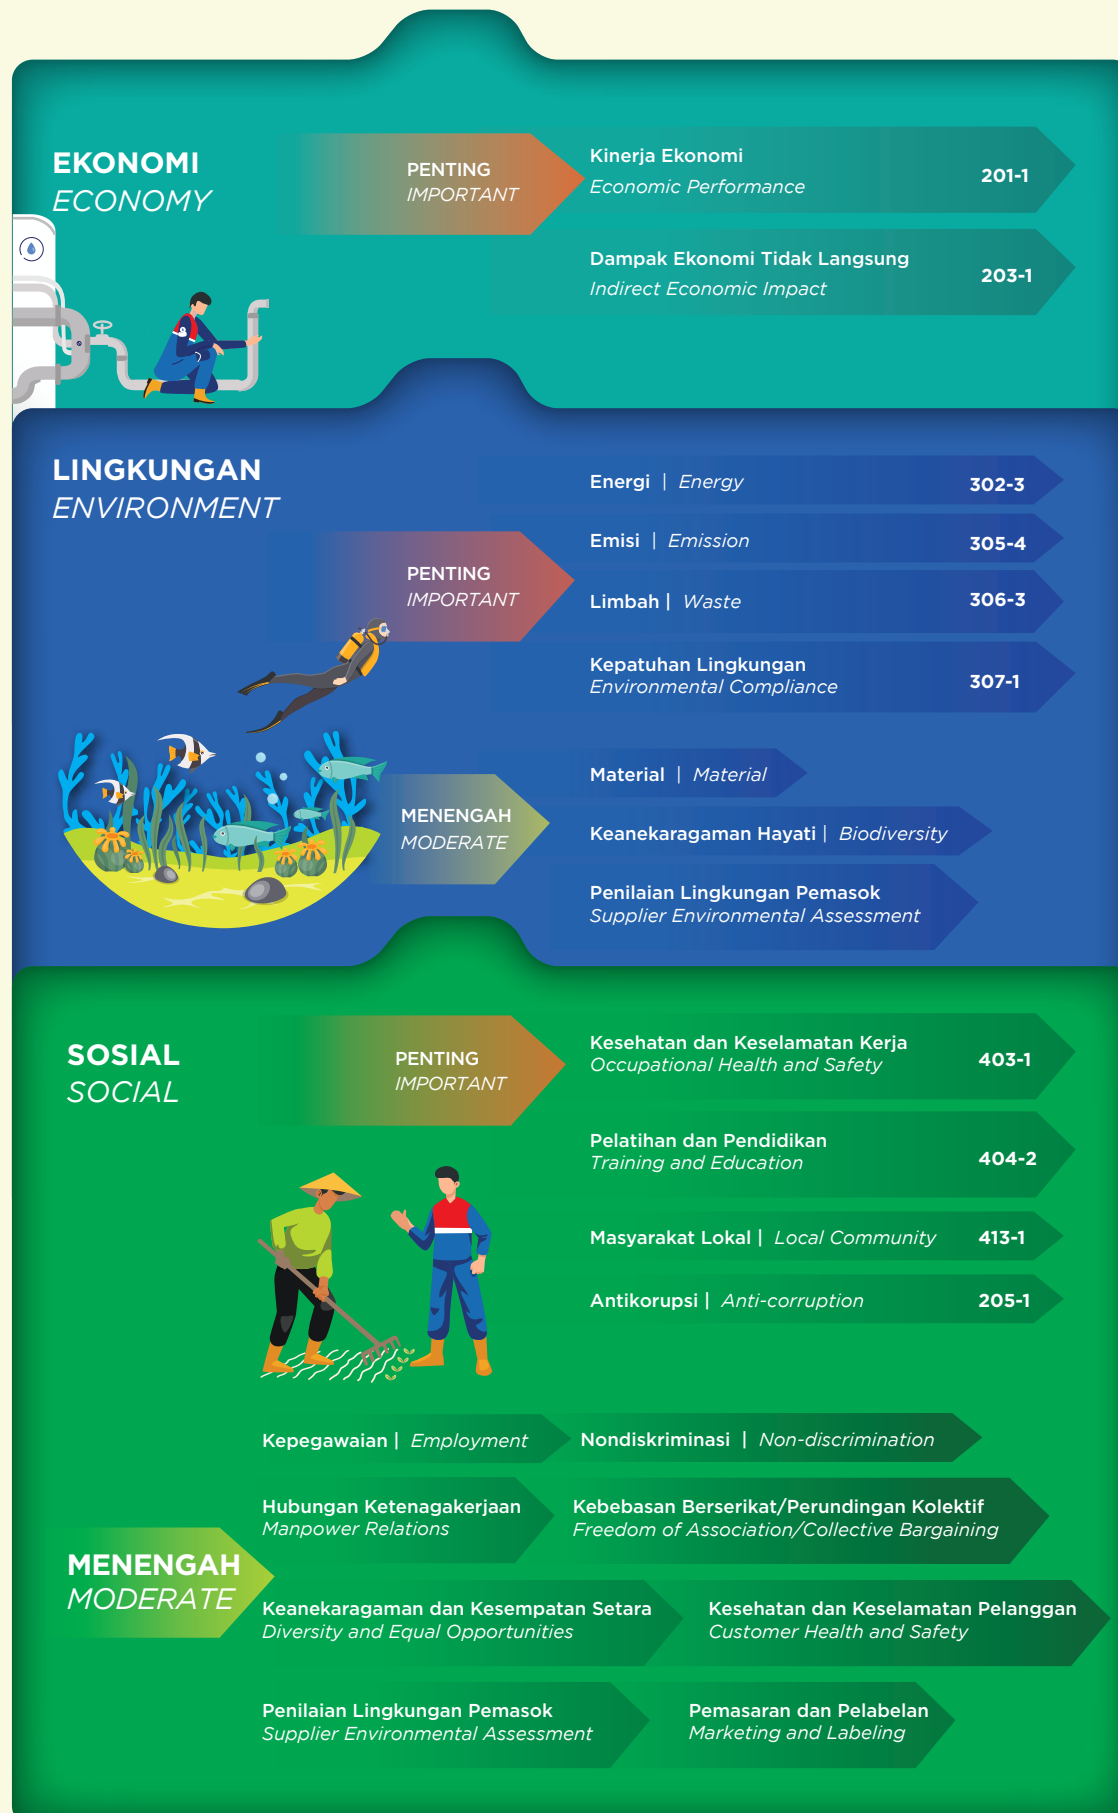 EKONOMI
ECONOMY
PENTING
IMPORTANT
Kinerja Ekonomi
Economic Performance
201-1
Dampak Ekonomi Tidak Langsung
Indirect Economic Impact
203-1
LINGKUNGAN
ENVIRONMENT
PENTING
IMPORTANT
Energi | Energy 302-3
Emisi | Emission 305-4
Limbah | Waste 306-3
Kepatuhan Lingkungan
Environmental Compliance
307-1
MENENGAH
MODERATE
Material | Material
Keanekaragaman Hayati | Biodiversity
Penilaian Lingkungan Pemasok
Supplier Environmental Assessment
SOSIAL
SOCIAL
PENTING
IMPORTANT
Kesehatan dan Keselamatan Kerja
Occupational Health and Safety
403-1
Pelatihan dan Pendidikan
Training and Education
404-2
Masyarakat Lokal | Local Community 413-1
Antikorupsi | Anti-corruption 205-1
MENENGAH
MODERATE
Kepegawaian | Employment
Nondiskriminasi | Non-discrimination
Hubungan Ketenagakerjaan
Manpower Relations
Kebebasan Berserikat/Perundingan Kolektif
Freedom of Association/Collective Bargaining
Keanekaragaman dan Kesempatan Setara
Diversity and Equal Opportunities
Kesehatan dan Keselamatan Pelanggan
Customer Health and Safety
Penilaian Lingkungan Pemasok
Supplier Environmental Assessment
Pemasaran dan Pelabelan
Marketing and Labeling